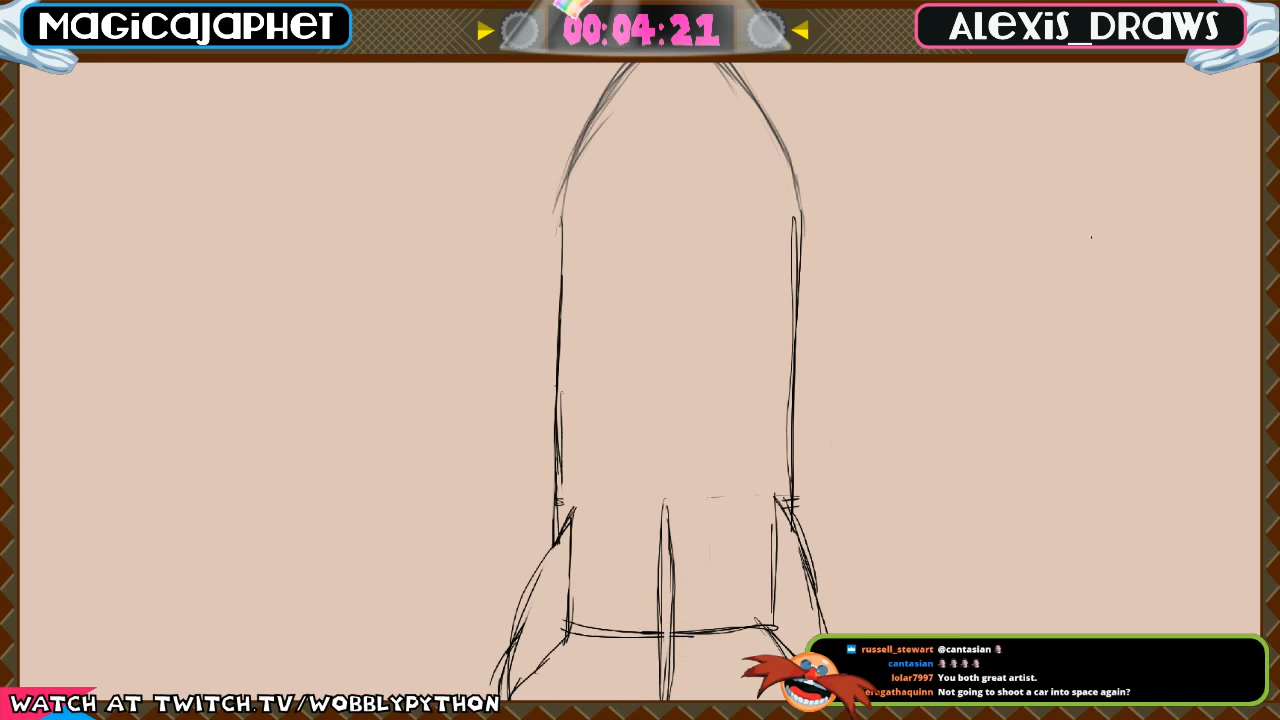 MAGICAJAPHET
00:04:21
ALEXIS_DRAWS
russell_stewart @cantasian
cantasian
lolar7997 You both great artist.
Not going to shoot a car into space again?
WATCH AT TWITCH.TV/WOBBLYPYTHON